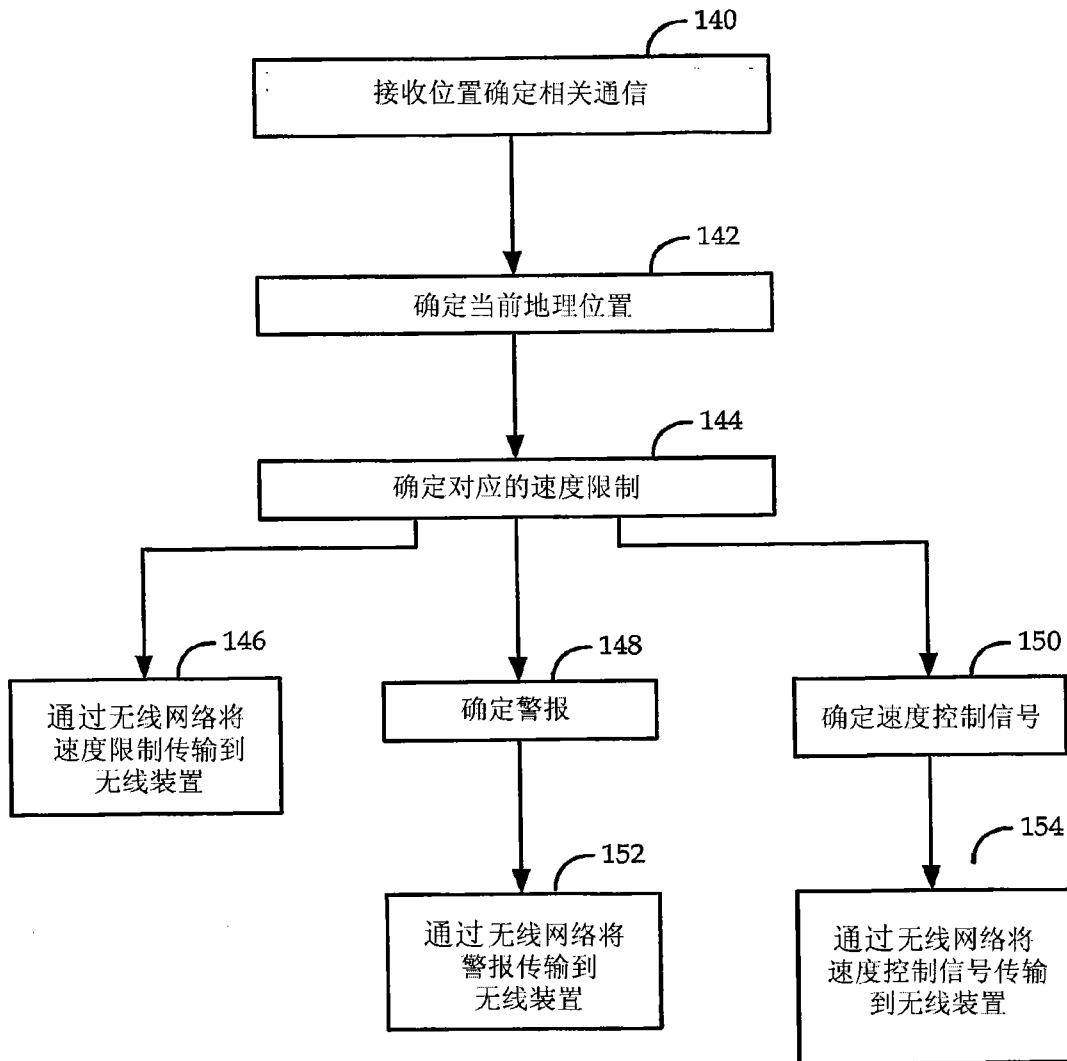 140
接收位置确定相关通信
142
确定当前地理位置
144
确定对应的速度限制
146
通过无线网络将
速度限制传输到
无线装置
148
确定警报
150
确定速度控制信号
152
通过无线网络将
警报传输到
无线装置
154
通过无线网络将
速度控制信号传输
到无线装置